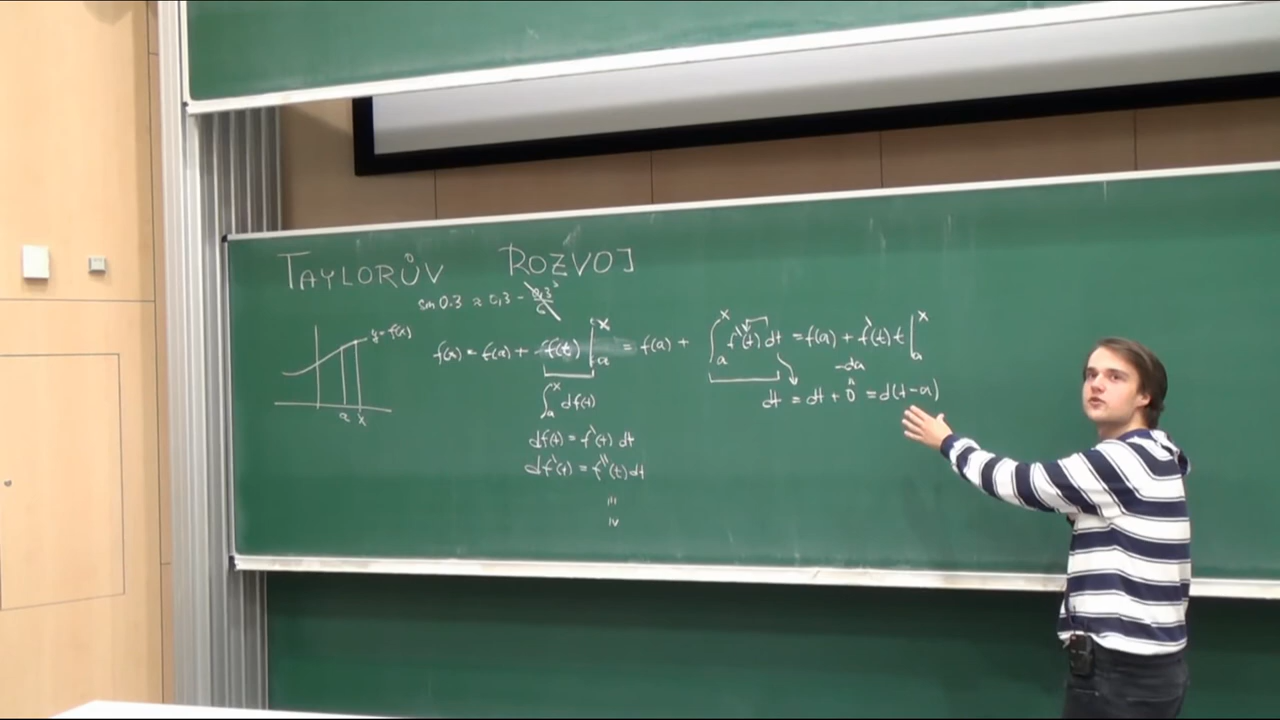 TAYLORŮV ROZVOJ
sin 0.3 ≈ 0,3 - 0,3³/6
y=f(x)
a x
f(x) = f(a) + f(t) |ₐˣ = f(a) + ∫ₐˣ f'(t) dt = f(a) + f'(t) t |ₐˣ
-da
"
dt = dt + 0 = d(t-a)
∫ₐˣ df(t)
df(t) = f'(t) dt
df'(t) = f''(t) dt
'''
IV